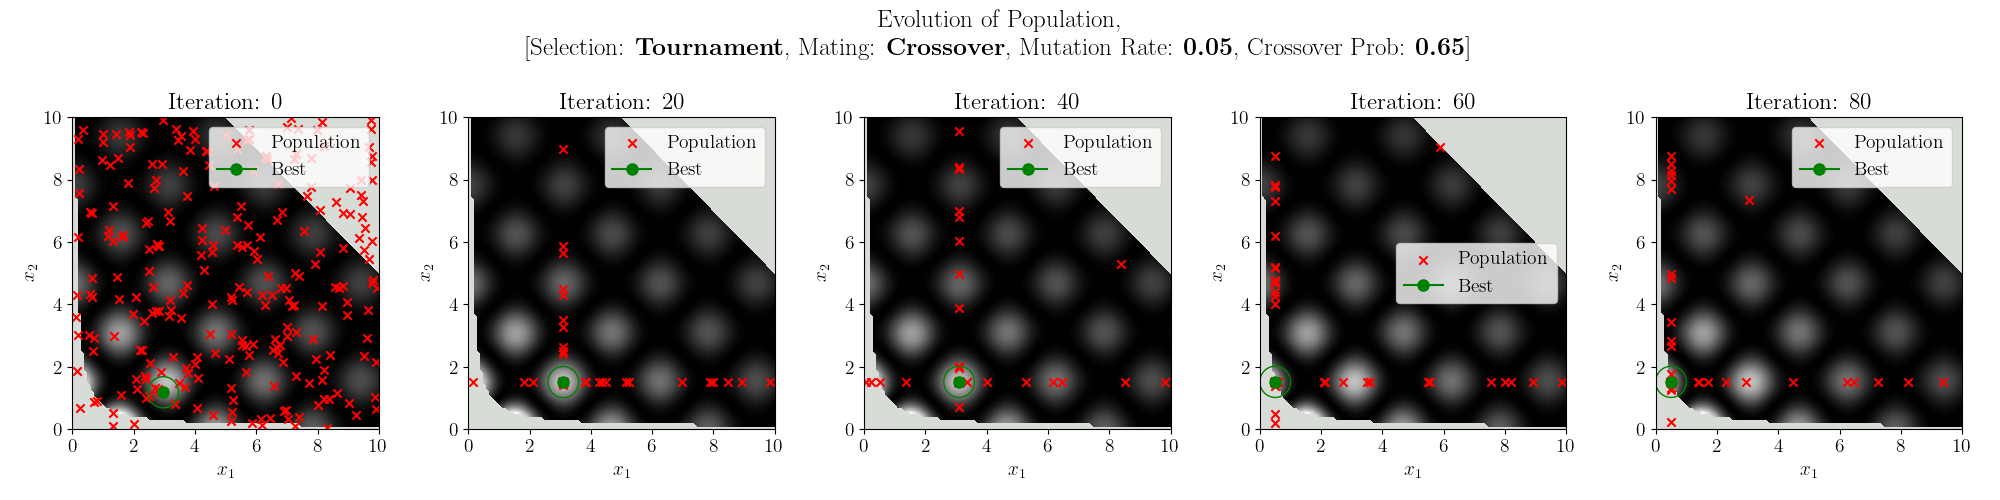 Evolution of Population,
[Selection: Tournament, Mating: Crossover, Mutation Rate: 0.05, Crossover Prob: 0.65]
Iteration: 0
10
8
6
4
2
0
x2
0 2 4 6 8 10
x1
Population
Best
Iteration: 20
10
8
6
4
2
0
x2
0 2 4 6 8 10
x1
Population
Best
Iteration: 40
10
8
6
4
2
0
x2
0 2 4 6 8 10
x1
Population
Best
Iteration: 60
10
8
6
4
2
0
x2
0 2 4 6 8 10
x1
Population
Best
Iteration: 80
10
8
6
4
2
0
x2
0 2 4 6 8 10
x1
Population
Best